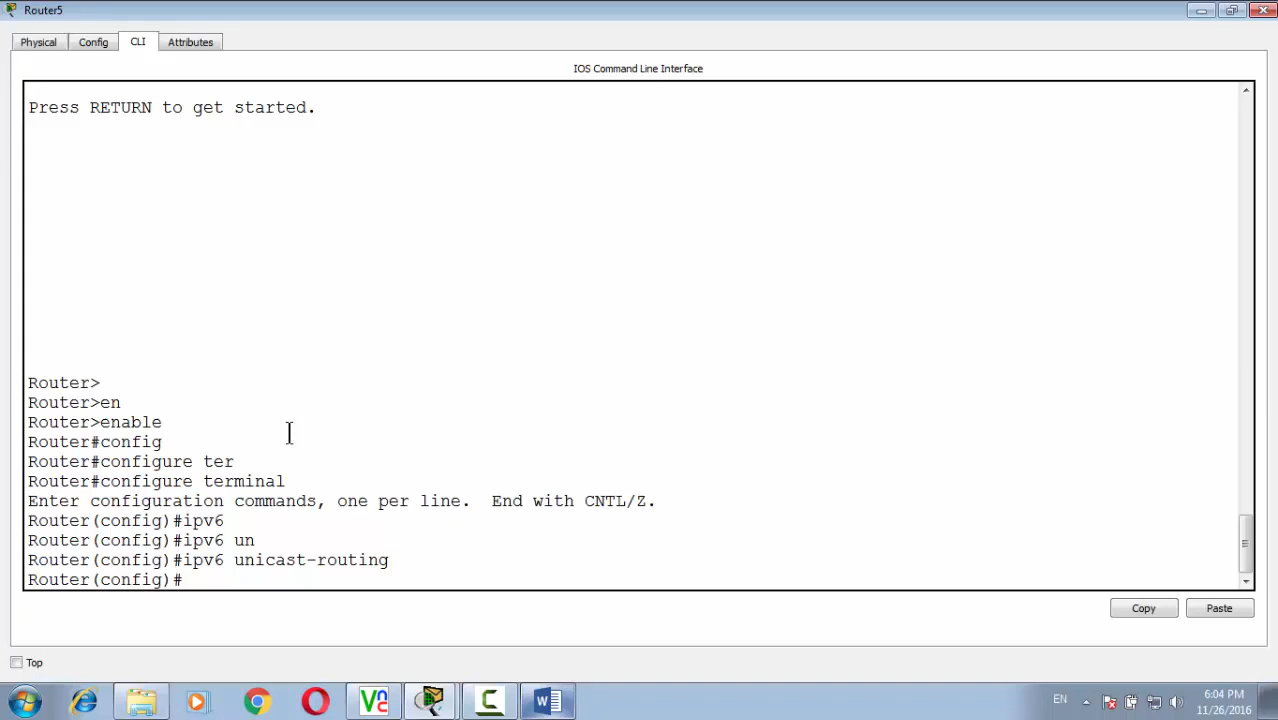 Router5
Physical Config CLI Attributes
IOS Command Line Interface
Press RETURN to get started.
Router>
Router>en
Router>enable
Router#config
Router#configure ter
Router#configure terminal
Enter configuration commands, one per line.  End with CNTL/Z.
Router(config)#ipv6
Router(config)#ipv6 un
Router(config)#ipv6 unicast-routing
Router(config)#
Copy Paste
Top
EN
6:04 PM
11/26/2016